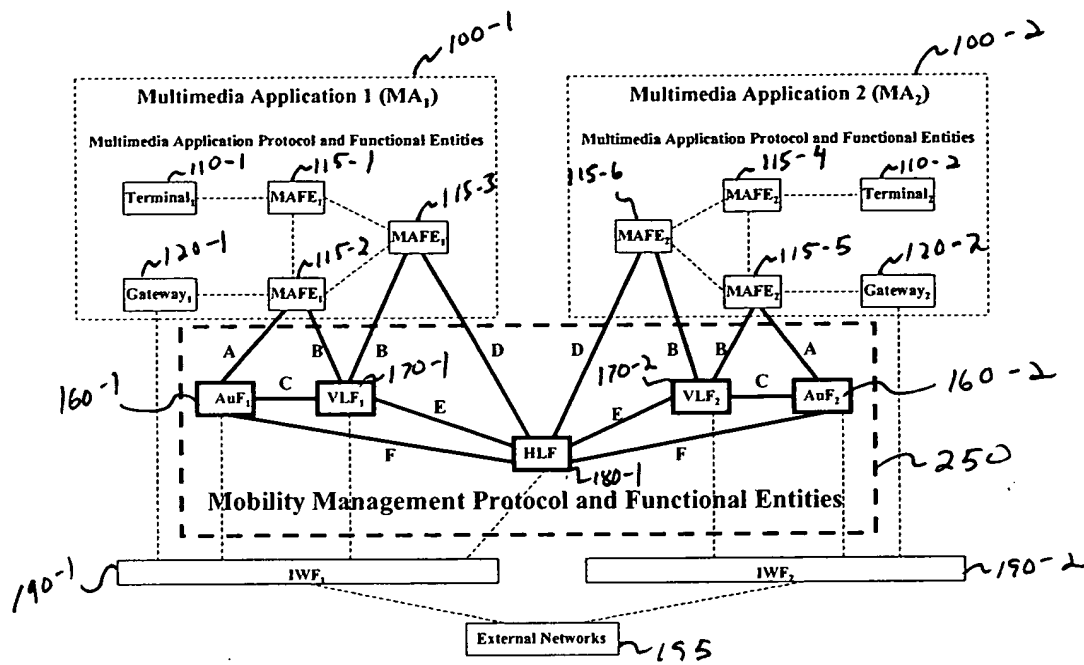 100-1
100-2
Multimedia Application 1 (MA1)
Multimedia Application 2 (MA2)
Multimedia Application Protocol and Functional Entities
Multimedia Application Protocol and Functional Entities
110-1
115-1
115-3
115-6
115-4
110-2
Terminal1
MAFE1
MAFE2
Terminal2
MAFE1
MAFE2
120-1
115-2
115-5
120-2
Gateway1
MAFE1
MAFE2
Gateway2
A
B
B
D
D
B
B
A
160-1
170-1
170-2
160-2
AuF1
C
VLF1
VLF2
C
AuF2
E
E
F
HLF
F
180-1
250
Mobility Management Protocol and Functional Entities
190-1
IWF1
IWF2
190-2
External Networks
195